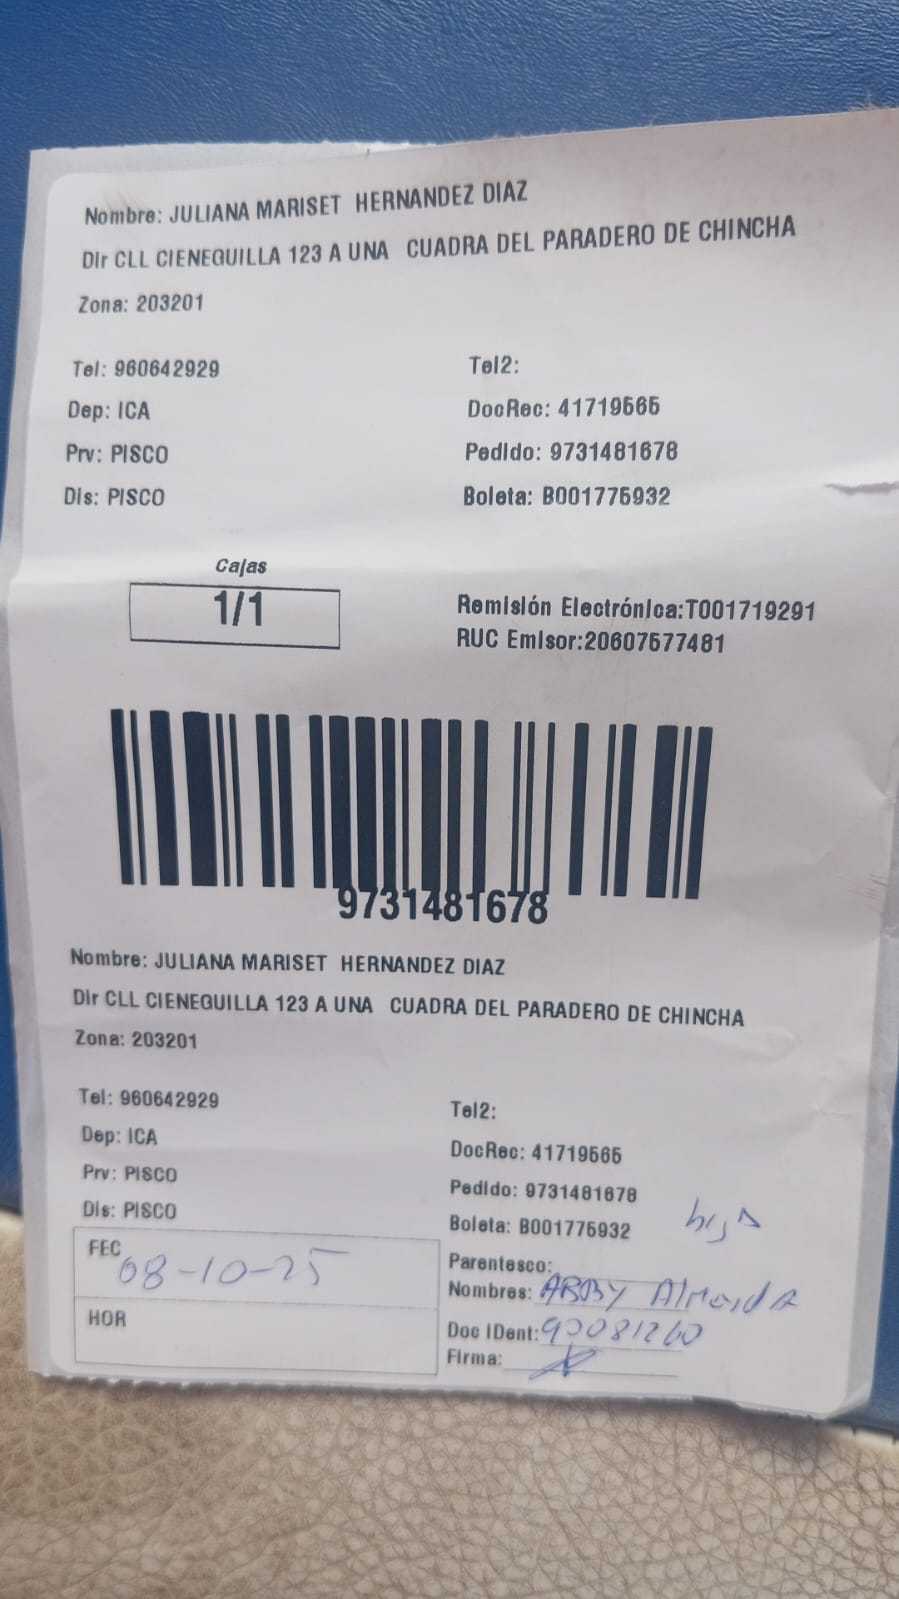 Nombre: JULIANA MARISET HERNANDEZ DIAZ
Dir CLL CIENEQUILLA 123 A UNA CUADRA DEL PARADERO DE CHINCHA
Zona: 203201
Tel: 960642929 Tel2:
Dep: ICA DocRec: 41719565
Prv: PISCO Pedido: 9731481678
Dis: PISCO Boleta: B001775932
Cajas
1/1
Remisión Electrónica:T001719291
RUC Emisor:20607577481
9731481678
Nombre: JULIANA MARISET HERNANDEZ DIAZ
Dir CLL CIENEQUILLA 123 A UNA CUADRA DEL PARADERO DE CHINCHA
Zona: 203201
Tel: 960642929 Tel2:
Dep: ICA DocRec: 41719565
Prv: PISCO Pedido: 9731481678
Dis: PISCO Boleta: B001775932
hija
FEC 08-10-25 Parentesco:
Nombres: ABBY Almeida
HOR Doc IDent: 90081260
Firma: